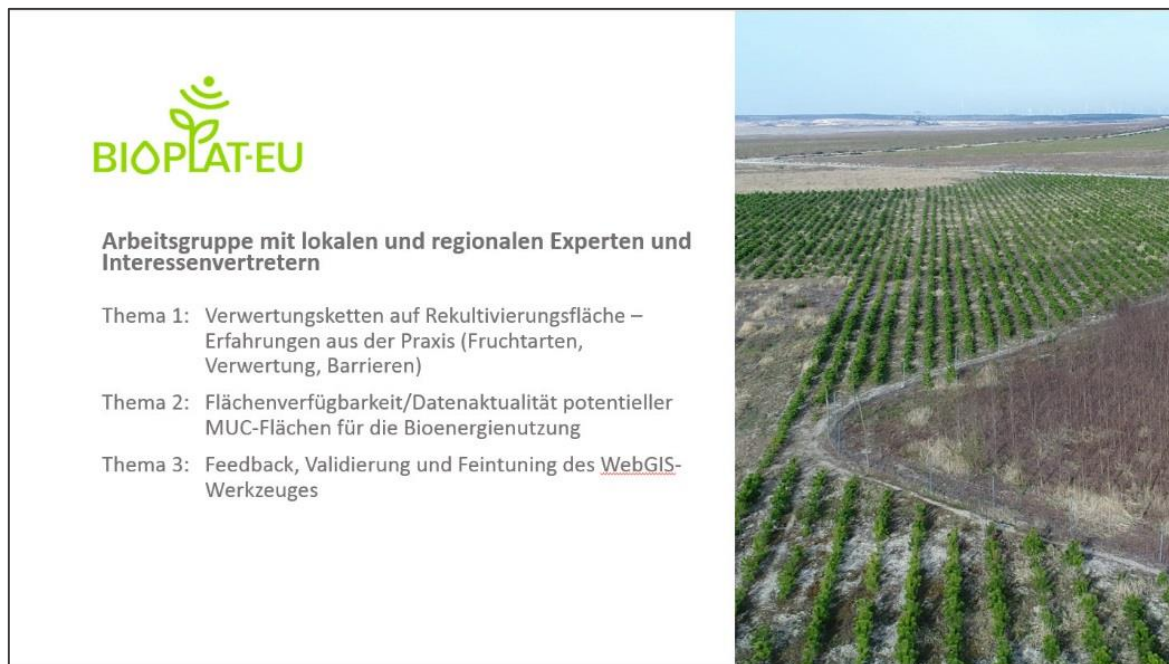 BIOPLAT-EU
Arbeitsgruppe mit lokalen und regionalen Experten und
Interessenvertretern
Thema 1: Verwertungsketten auf Rekultivierungsfläche –
Erfahrungen aus der Praxis (Fruchtarten,
Verwertung, Barrieren)
Thema 2: Flächenverfügbarkeit/Datenaktualität potentieller
MUC-Flächen für die Bioenergienutzung
Thema 3: Feedback, Validierung und Feintuning des WebGIS-
Werkzeuges